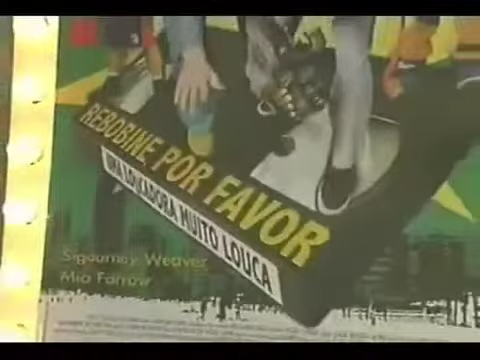 REBOBINE POR FAVOR
UMA LOCADORA MUITO LOUCA
Sigourney Weaver
Mia Farrow